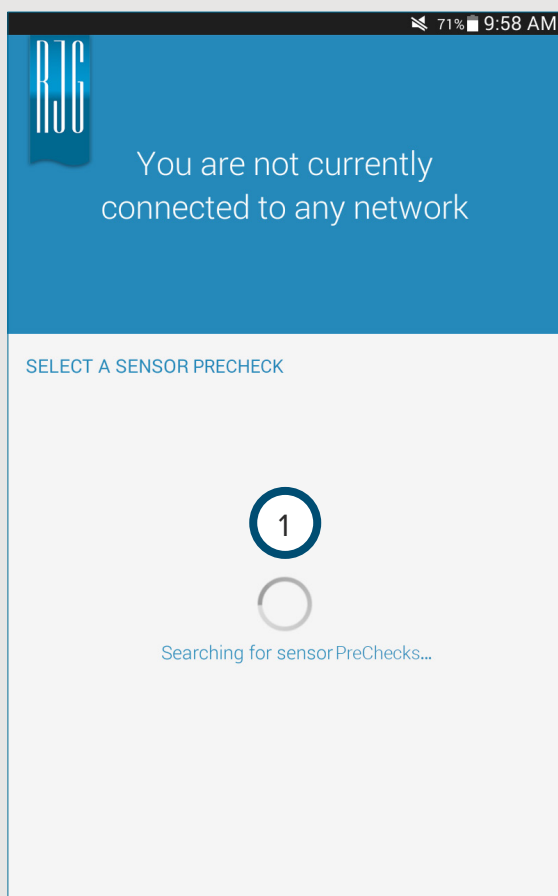 71% 9:58 AM
RJG
You are not currently
connected to any network
SELECT A SENSOR PRECHECK
1
Searching for sensor PreChecks...